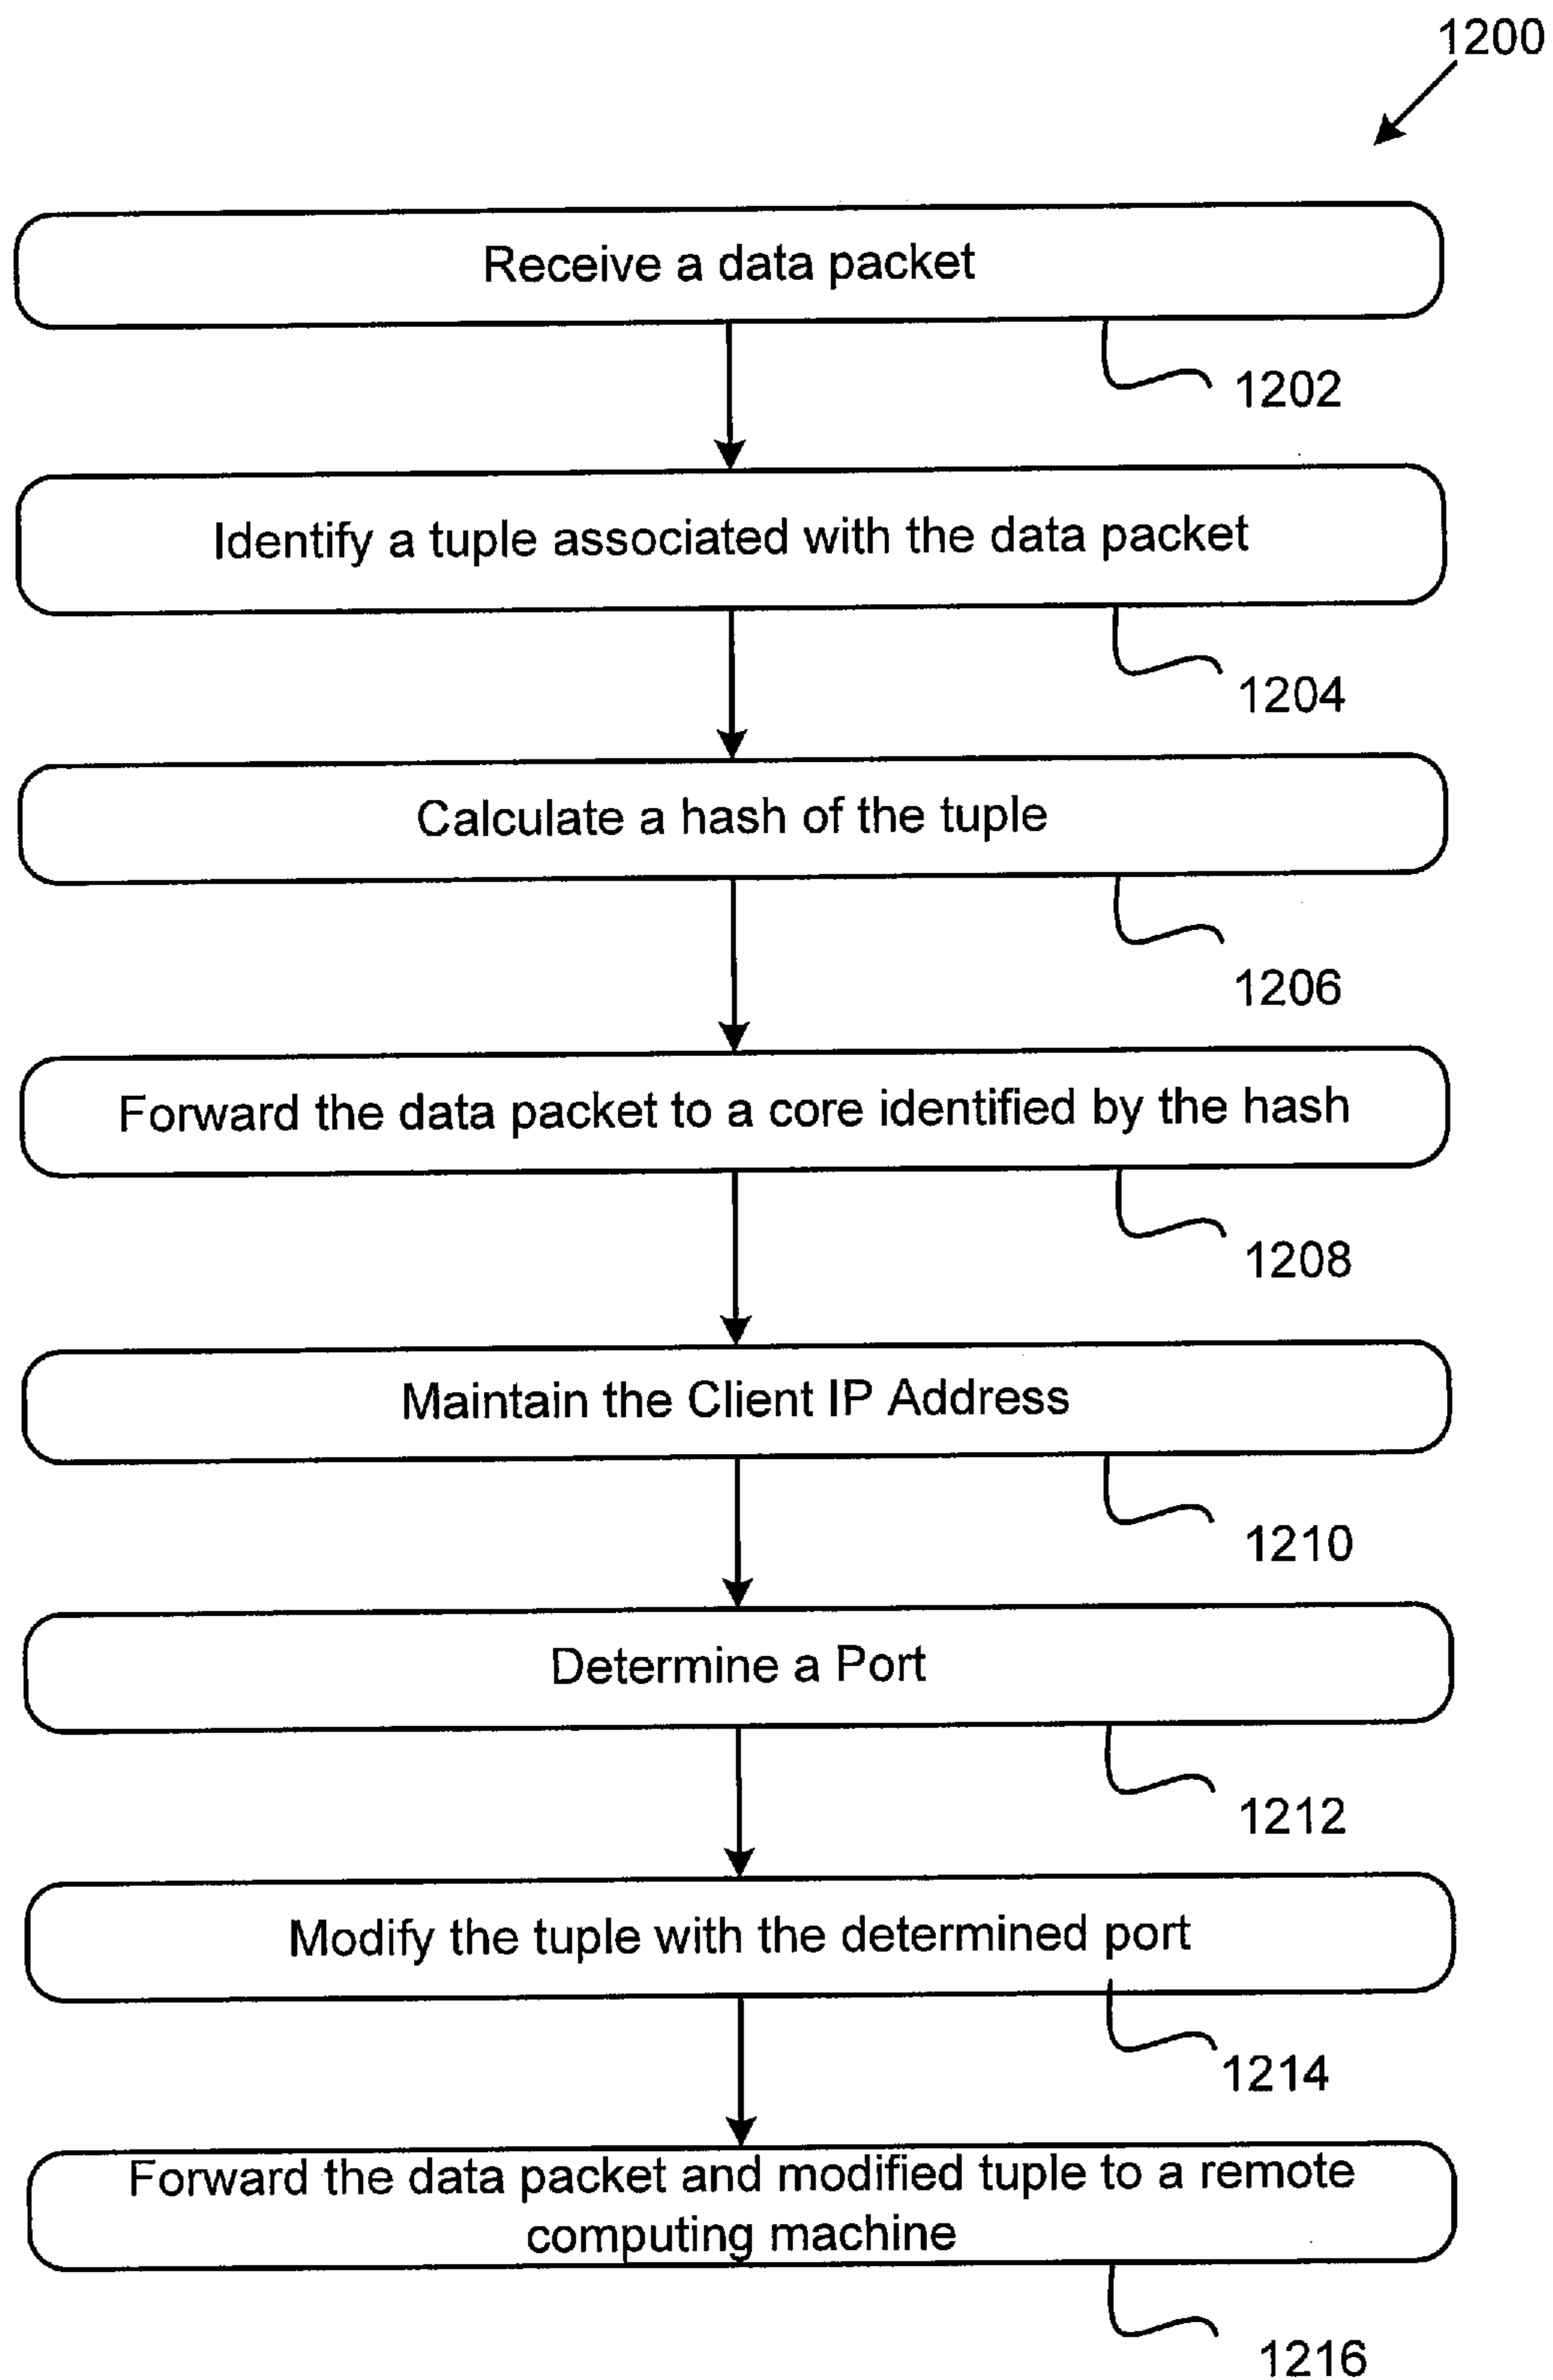 1200
Receive a data packet
1202
Identify a tuple associated with the data packet
1204
Calculate a hash of the tuple
1206
Forward the data packet to a core identified by the hash
1208
Maintain the Client IP Address
1210
Determine a Port
1212
Modify the tuple with the determined port
1214
Forward the data packet and modified tuple to a remote
computing machine
1216